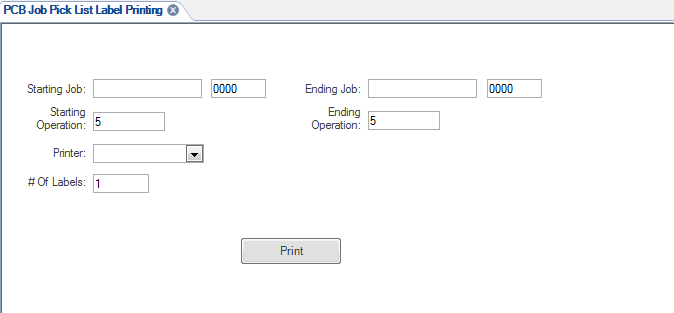 PCB Job Pick List Label Printing
Starting Job: 0000 Ending Job: 0000
Starting Operation: 5 Ending Operation: 5
Printer:
# Of Labels: 1
Print